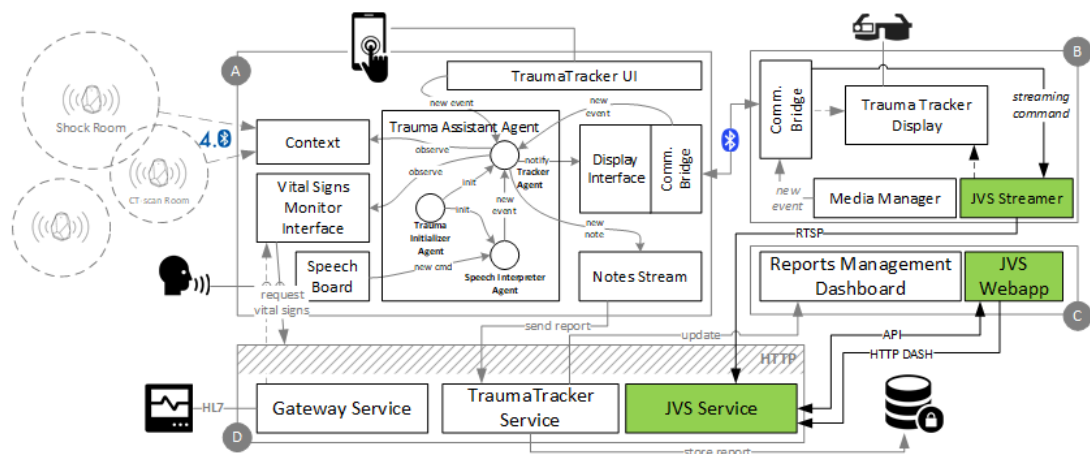 A
B
TraumaTracker UI
new event
new
event
Comm.
Bridge
Trauma Tracker
Display
streaming
command
Shock Room
4.0
Context
Trauma Assistant Agent
observe
notify
Tracker
Agent
Display
Interface
Comm.
Bridge
observe
CT-scan Room
Vital Signs
Monitor
Interface
init
new
event
new
event
Media Manager
JVS Streamer
Trauma
Initializer
Agent
init
new
note
RTSP
Speech
Board
new cmd
Speech Interpreter
Agent
Notes Stream
Reports Management
Dashboard
JVS
Webapp
C
request
vital signs
send report
update
API
HTTP
HTTP DASH
HL7
Gateway Service
TraumaTracker
Service
JVS Service
D
store report